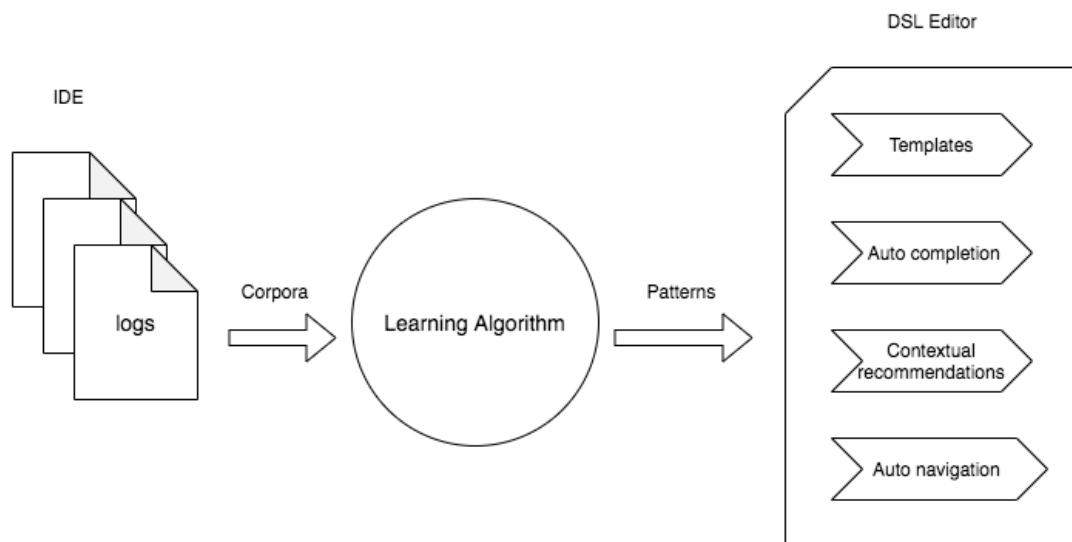 DSL Editor
IDE
Templates
Auto completion
Corpora
Patterns
logs
Learning Algorithm
Contextual
recommendations
Auto navigation